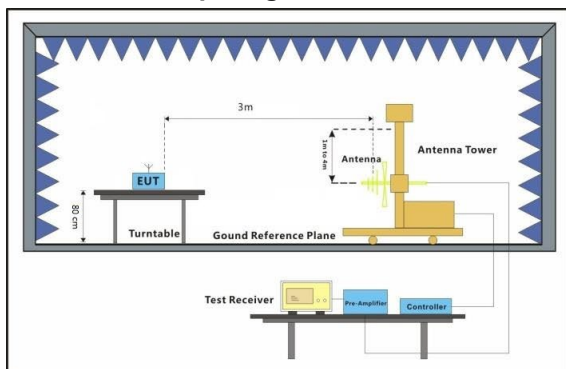 3m
1m to 4m
Antenna
Antenna Tower
EUT
80 cm
Turntable
Gound Reference Plane
Test Receiver
Pre-Amplifier
Controller